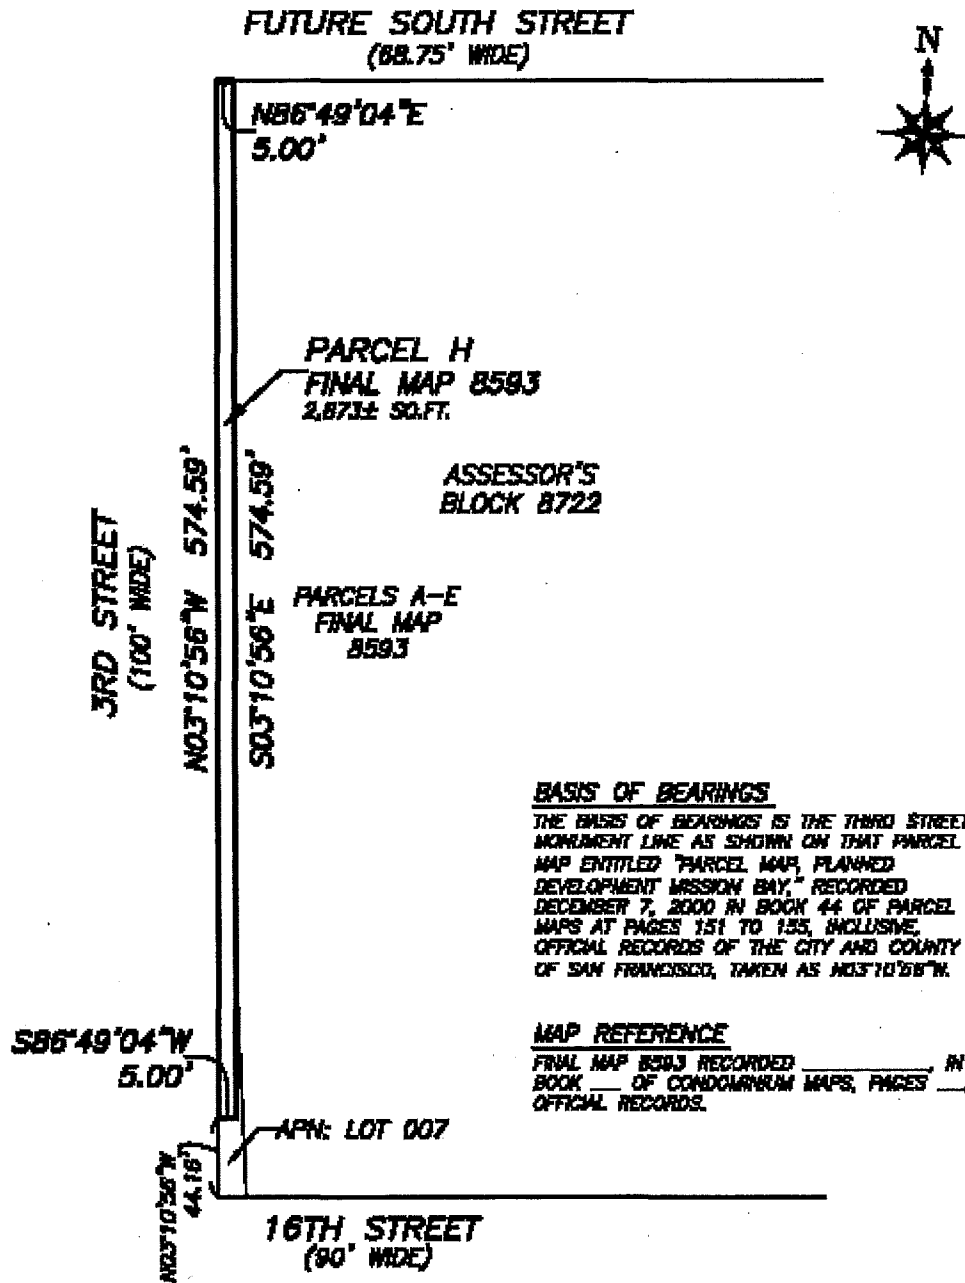 FUTURE SOUTH STREET
(68.75' WIDE)
N
N86°49'04"E
5.00'
PARCEL H
FINAL MAP 8593
2,873± SQ.FT.
ASSESSOR'S
BLOCK 8722
3RD STREET
(100' WIDE)
N03°10'56"W 574.59'
S03°10'56"E 574.59'
PARCELS A-E
FINAL MAP
8593
BASIS OF BEARINGS
THE BASIS OF BEARINGS IS THE THIRD STREET
MONUMENT LINE AS SHOWN ON THAT PARCEL
MAP ENTITLED "PARCEL MAP, PLANNED
DEVELOPMENT MISSION BAY," RECORDED
DECEMBER 7, 2000 IN BOOK 44 OF PARCEL
MAPS AT PAGES 151 TO 155, INCLUSIVE,
OFFICIAL RECORDS OF THE CITY AND COUNTY
OF SAN FRANCISCO, TAKEN AS N03°10'56"W.
S86°49'04"W
5.00'
MAP REFERENCE
FINAL MAP 8593 RECORDED ________, IN
BOOK ___ OF CONDOMINIUM MAPS, PAGES ___,
OFFICIAL RECORDS.
APN: LOT 007
N03°10'56"W
44.16'
16TH STREET
(90' WIDE)